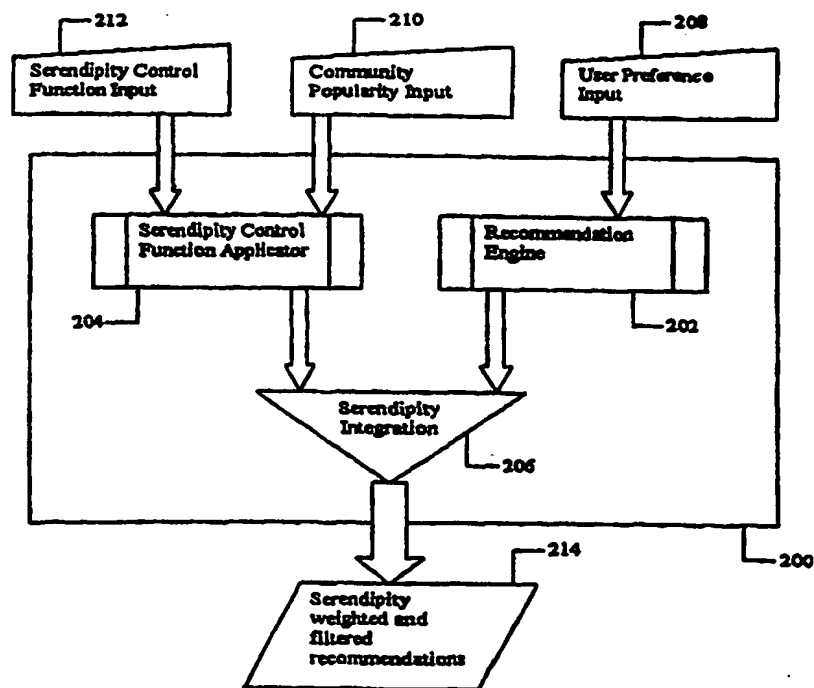 212
210
208
Serendipity Control
Function Input
Community
Popularity Input
User Preference
Input
Serendipity Control
Function Applicator
Recommendation
Engine
204
202
Serendipity
Integration
206
200
214
Serendipity
weighted and
filtered
recommendations